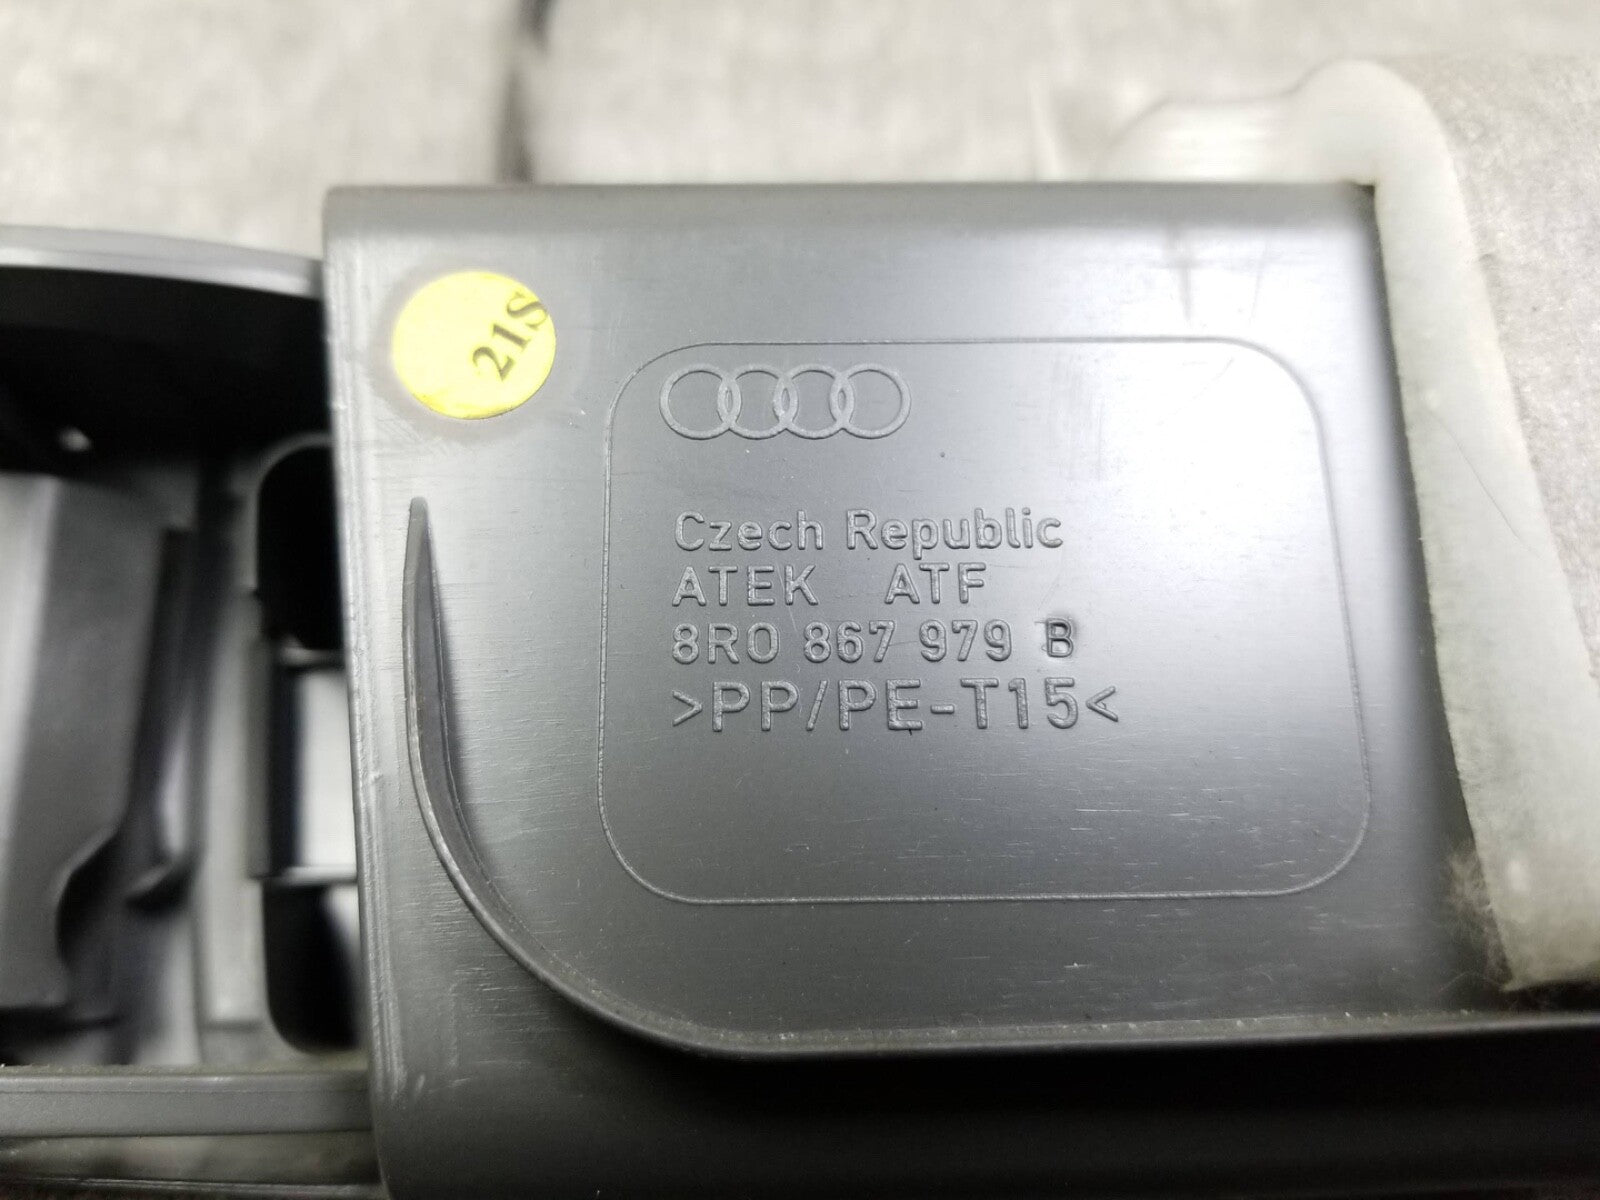 21S
Czech Republic
ATEK ATF
8R0 867 979 B
>PP/PE-T15<